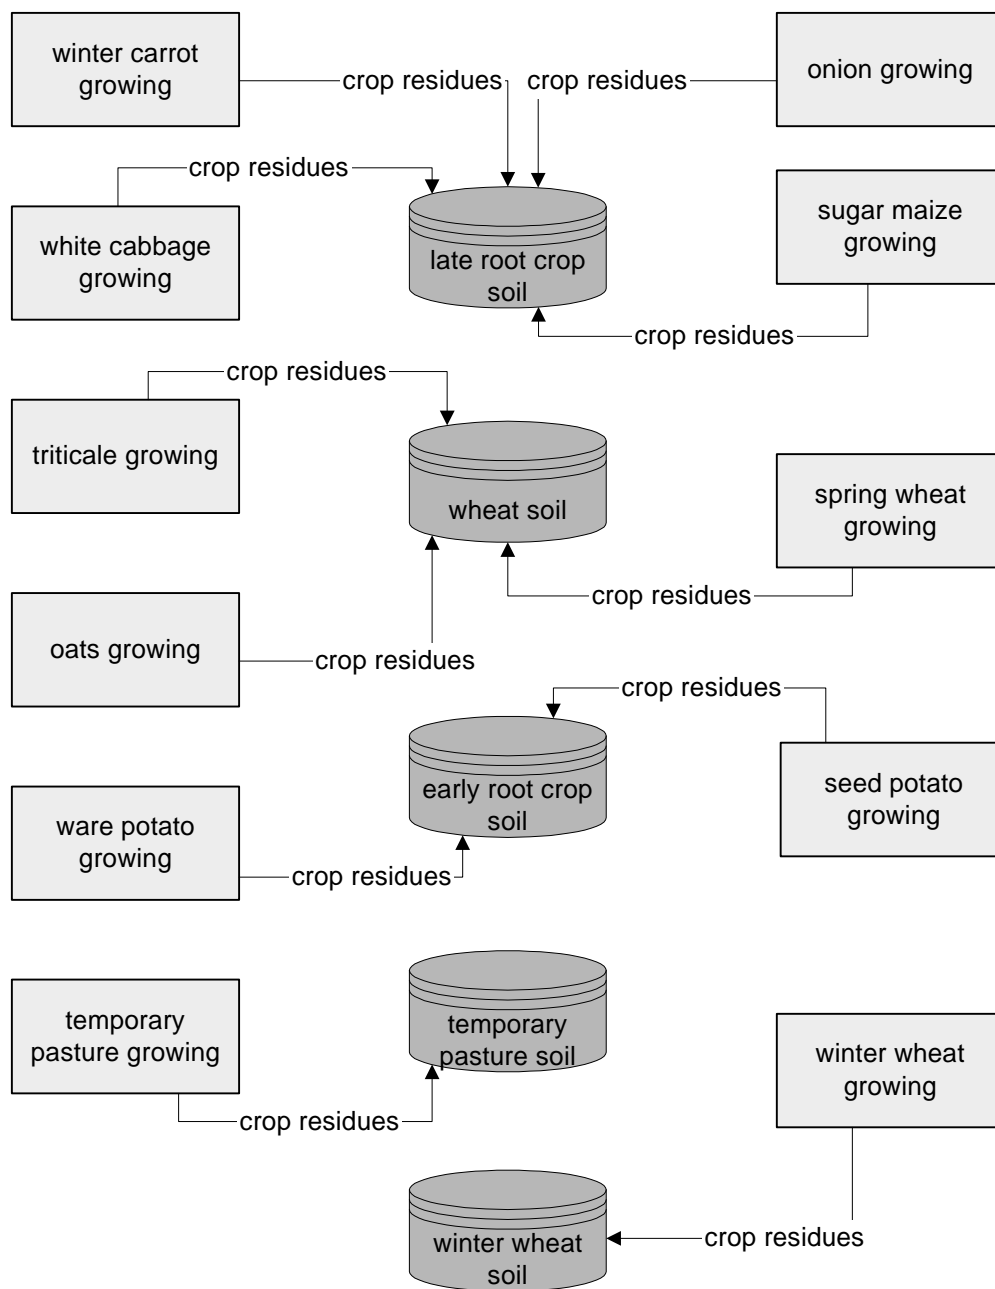 winter carrot
growing
crop residues
crop residues
onion growing
crop residues
white cabbage
growing
late root crop
soil
sugar maize
growing
crop residues
crop residues
triticale growing
wheat soil
spring wheat
growing
crop residues
oats growing
crop residues
crop residues
early root crop
soil
seed potato
growing
ware potato
growing
crop residues
temporary
pasture growing
temporary
pasture soil
winter wheat
growing
crop residues
winter wheat
soil
crop residues